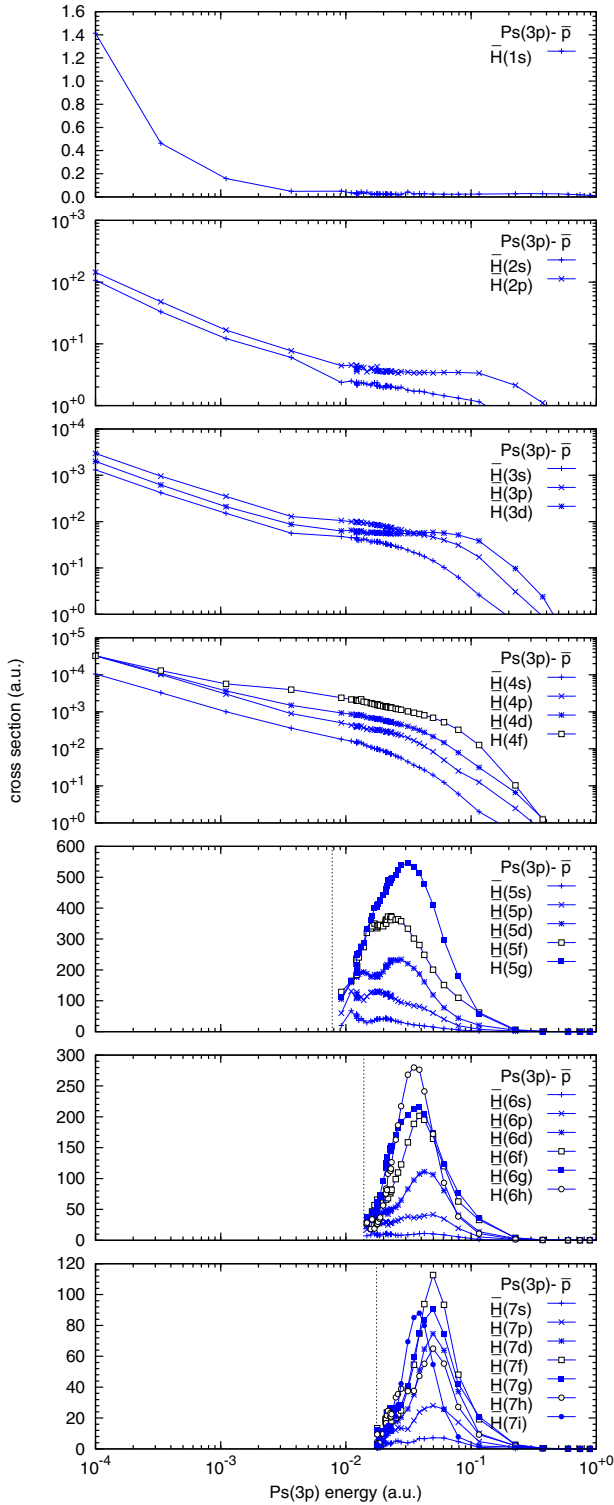 Ps(3p)- p̅
H̅(1s)
1.6
1.4
1.2
1.0
0.8
0.6
0.4
0.2
0.0
Ps(3p)- p̅
H̅(2s)
H̅(2p)
10⁺³
10⁺²
10⁺¹
10⁺⁰
Ps(3p)- p̅
H̅(3s)
H̅(3p)
H̅(3d)
10⁺⁴
10⁺³
10⁺²
10⁺¹
10⁺⁰
Ps(3p)- p̅
H̅(4s)
H̅(4p)
H̅(4d)
H̅(4f)
10⁺⁵
10⁺⁴
10⁺³
10⁺²
10⁺¹
10⁺⁰
cross section (a.u.)
Ps(3p)- p̅
H̅(5s)
H̅(5p)
H̅(5d)
H̅(5f)
H̅(5g)
600
500
400
300
200
100
0
Ps(3p)- p̅
H̅(6s)
H̅(6p)
H̅(6d)
H̅(6f)
H̅(6g)
H̅(6h)
300
250
200
150
100
50
0
Ps(3p)- p̅
H̅(7s)
H̅(7p)
H̅(7d)
H̅(7f)
H̅(7g)
H̅(7h)
H̅(7i)
120
100
80
60
40
20
0
10⁻⁴ 10⁻³ 10⁻² 10⁻¹ 10⁺⁰
Ps(3p) energy (a.u.)